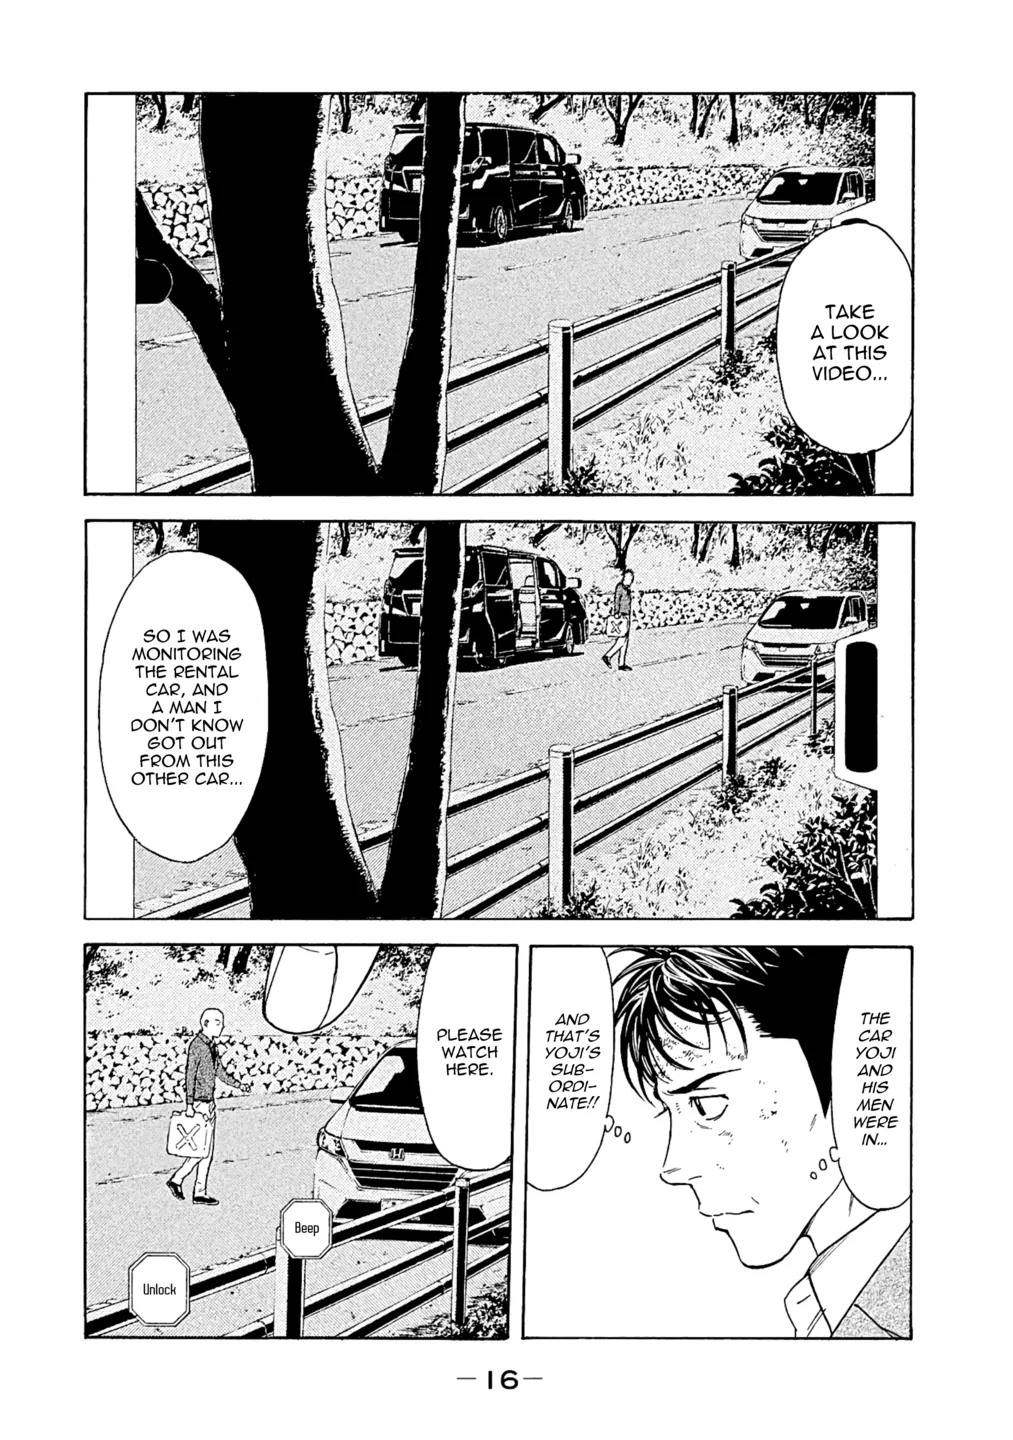 TAKE
A LOOK
AT THIS
VIDEO...
SO I WAS
MONITORING
THE RENTAL
CAR, AND
A MAN I
DON'T KNOW
GOT OUT
FROM THIS
OTHER CAR...
THE
CAR
YOJI
AND
HIS
MEN
WERE
IN...
AND
THAT'S
YOJI'S
SUB-
ORDI-
NATE!!
PLEASE
WATCH
HERE.
Beep
Unlock
-16-